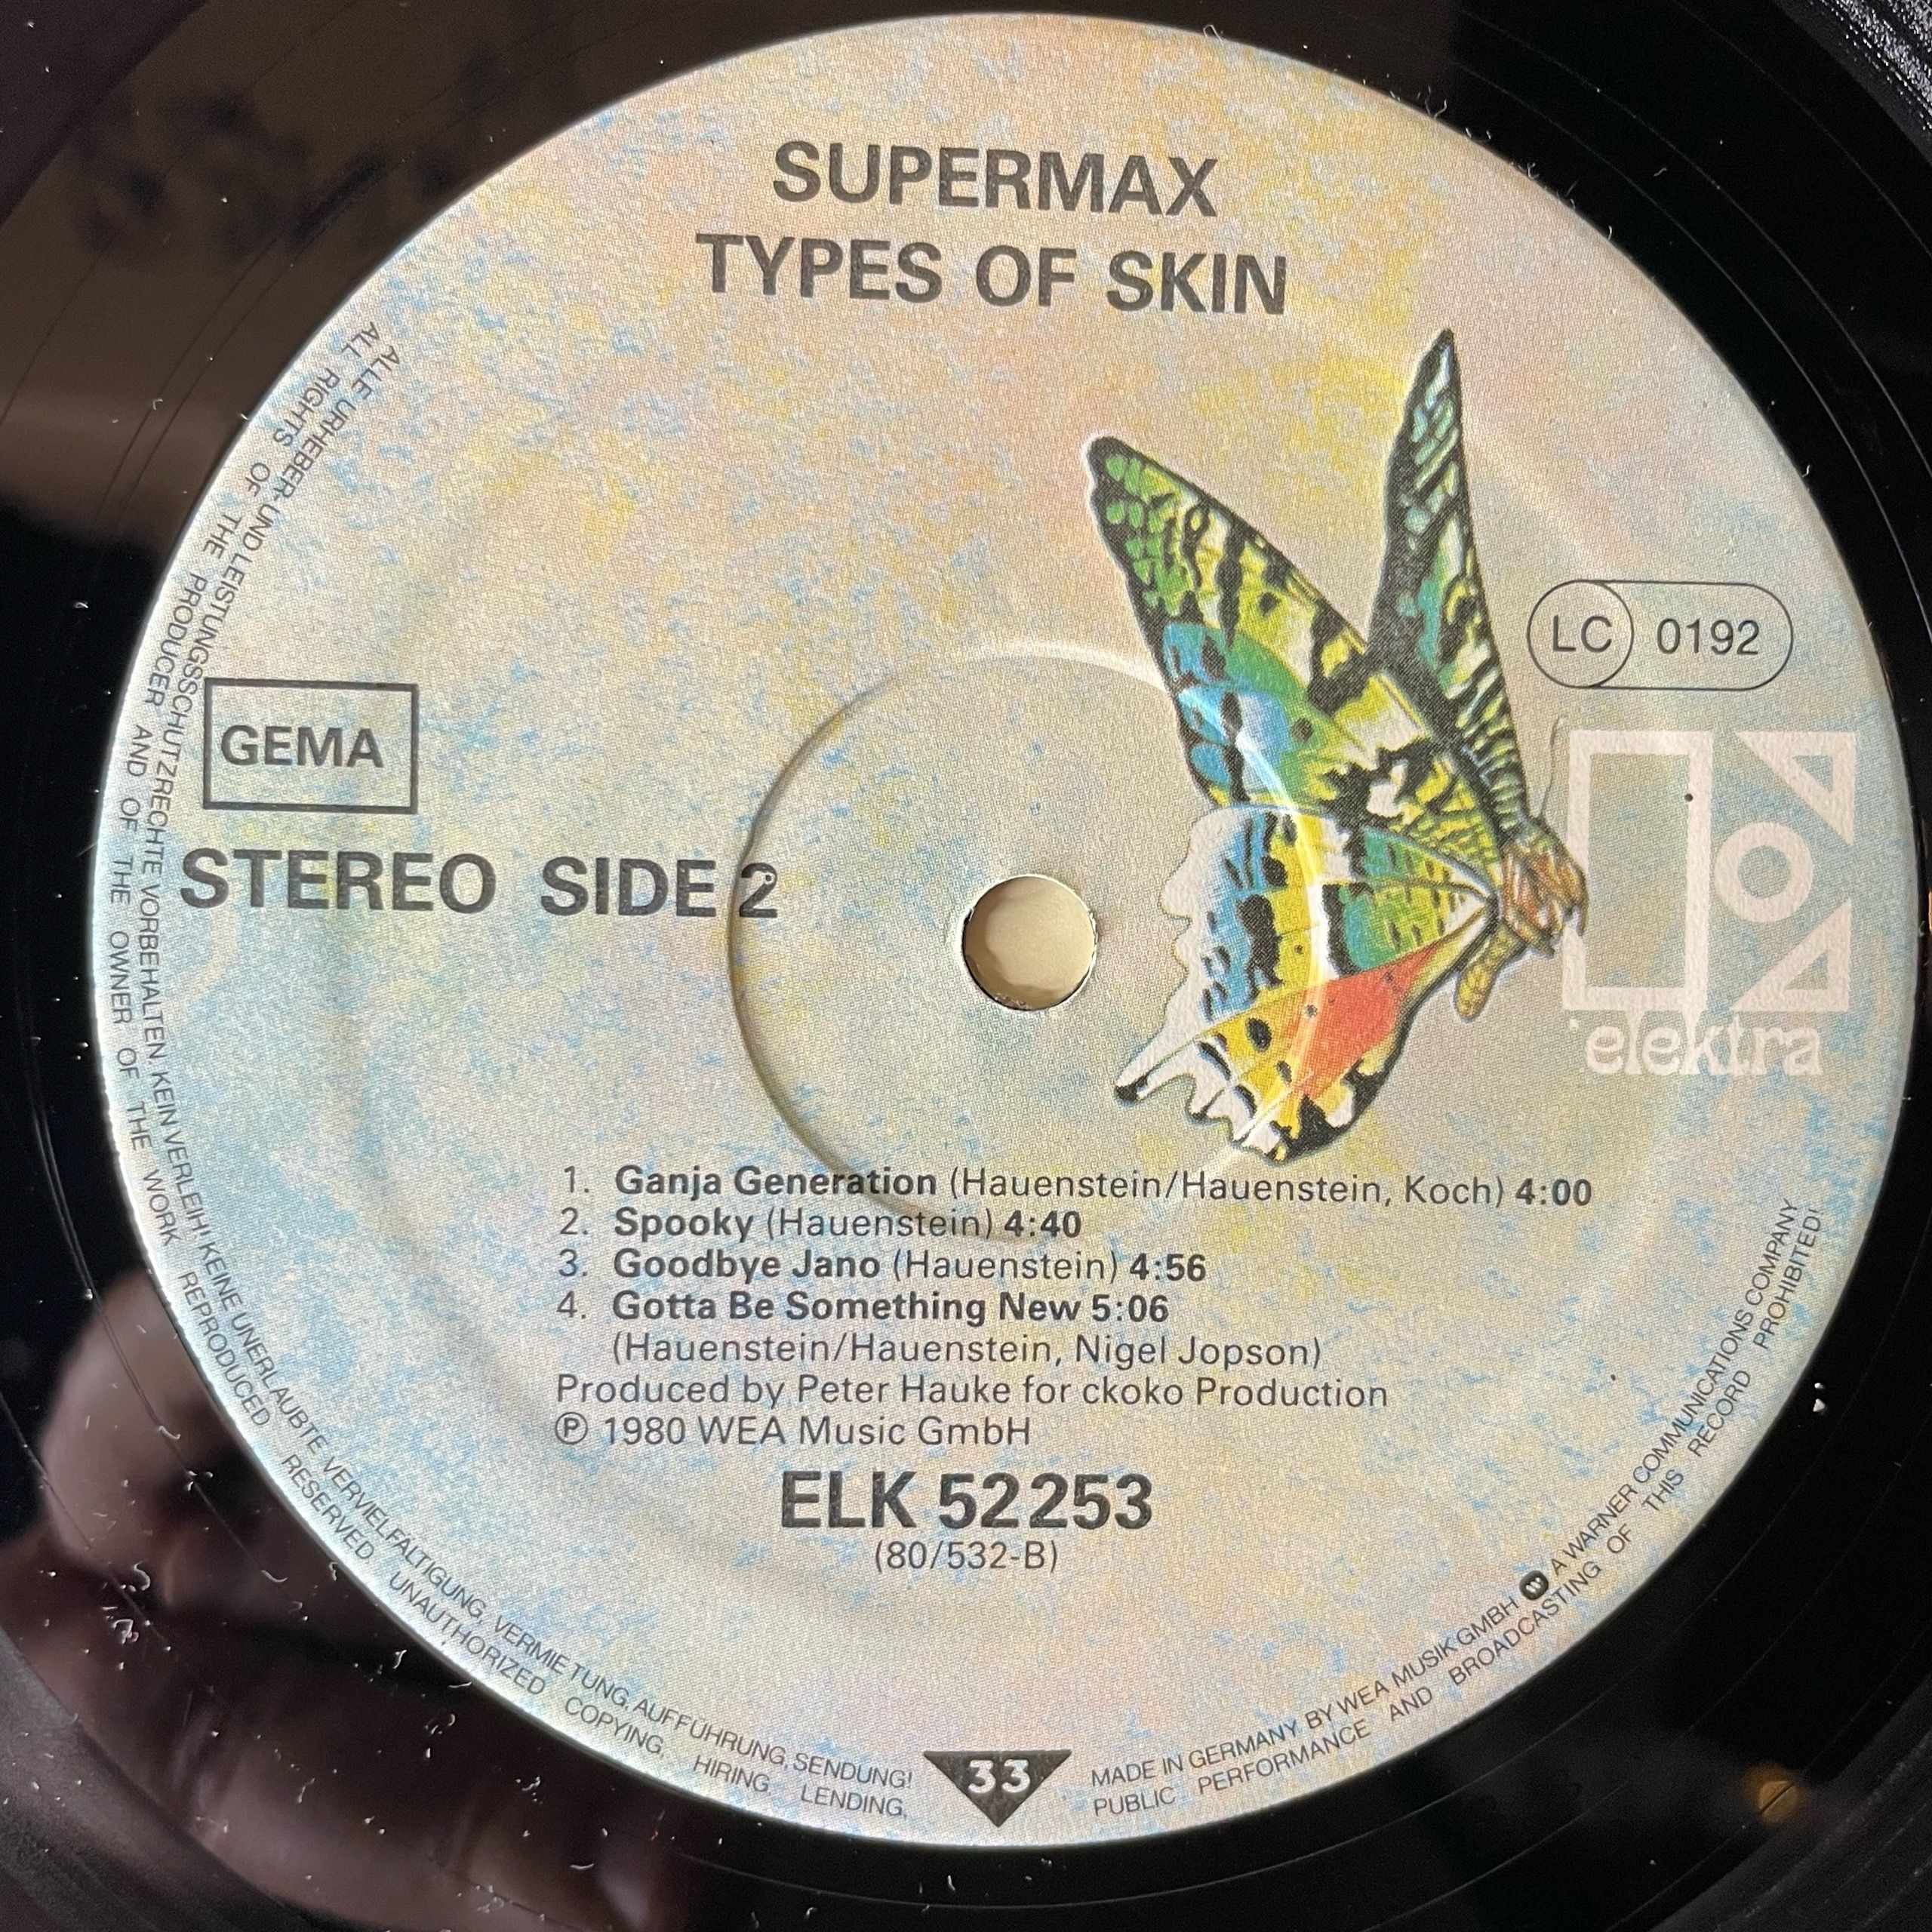 SUPERMAX
TYPES OF SKIN
LC 0192
GEMA
STEREO SIDE 2
elektra
1. Ganja Generation (Hauenstein/Hauenstein, Koch) 4:00
2. Spooky (Hauenstein) 4:40
3. Goodbye Jano (Hauenstein) 4:56
4. Gotta Be Something New 5:06
(Hauenstein/Hauenstein, Nigel Jopson)
Produced by Peter Hauke for ckoko Production
Ⓟ 1980 WEA Music GmbH
ELK 52253
(80/532-B)
33
ALLE URHEBER- UND LEISTUNGSSCHUTZRECHTE VORBEHALTEN. KEIN VERLEIH! KEINE UNERLAUBTE VERVIELFÄLTIGUNG, VERMIETUNG, AUFFÜHRUNG, SENDUNG!
ALL RIGHTS OF THE PRODUCER AND OF THE OWNER OF THE WORK REPRODUCED RESERVED. UNAUTHORIZED COPYING, HIRING, LENDING,
MADE IN GERMANY BY WEA MUSIK GMBH A WARNER COMMUNICATIONS COMPANY
PUBLIC PERFORMANCE AND BROADCASTING OF THIS RECORD PROHIBITED!